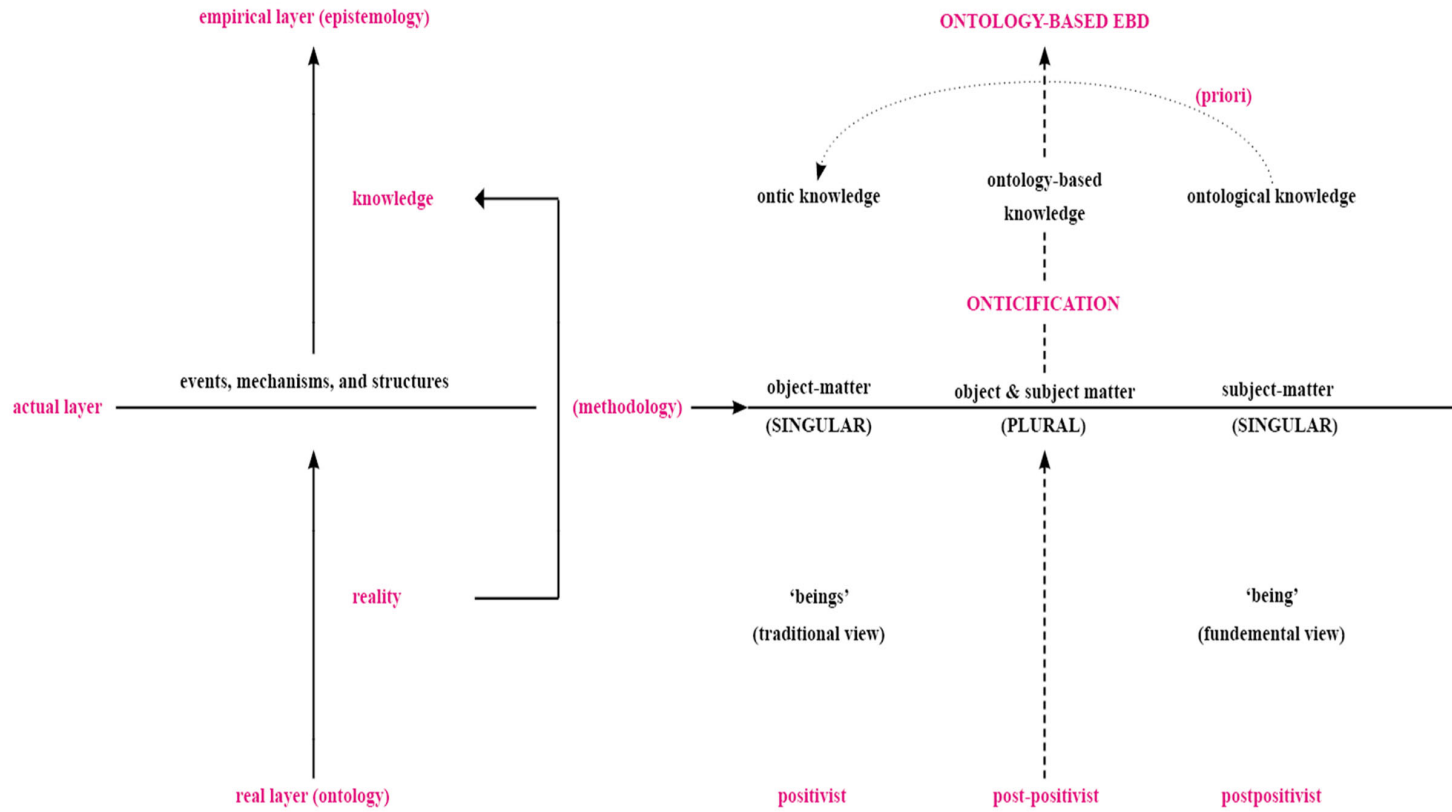 empirical layer (epistemology)
ONTOLOGY-BASED EBD
(priori)
knowledge
ontic knowledge
ontology-based
knowledge
ontological knowledge
ONTICIFICATION
events, mechanisms, and structures
actual layer
(methodology)
object-matter
(SINGULAR)
object & subject matter
(PLURAL)
subject-matter
(SINGULAR)
reality
‘beings’
(traditional view)
‘being’
(fundemental view)
real layer (ontology)
positivist
post-positivist
postpositivist